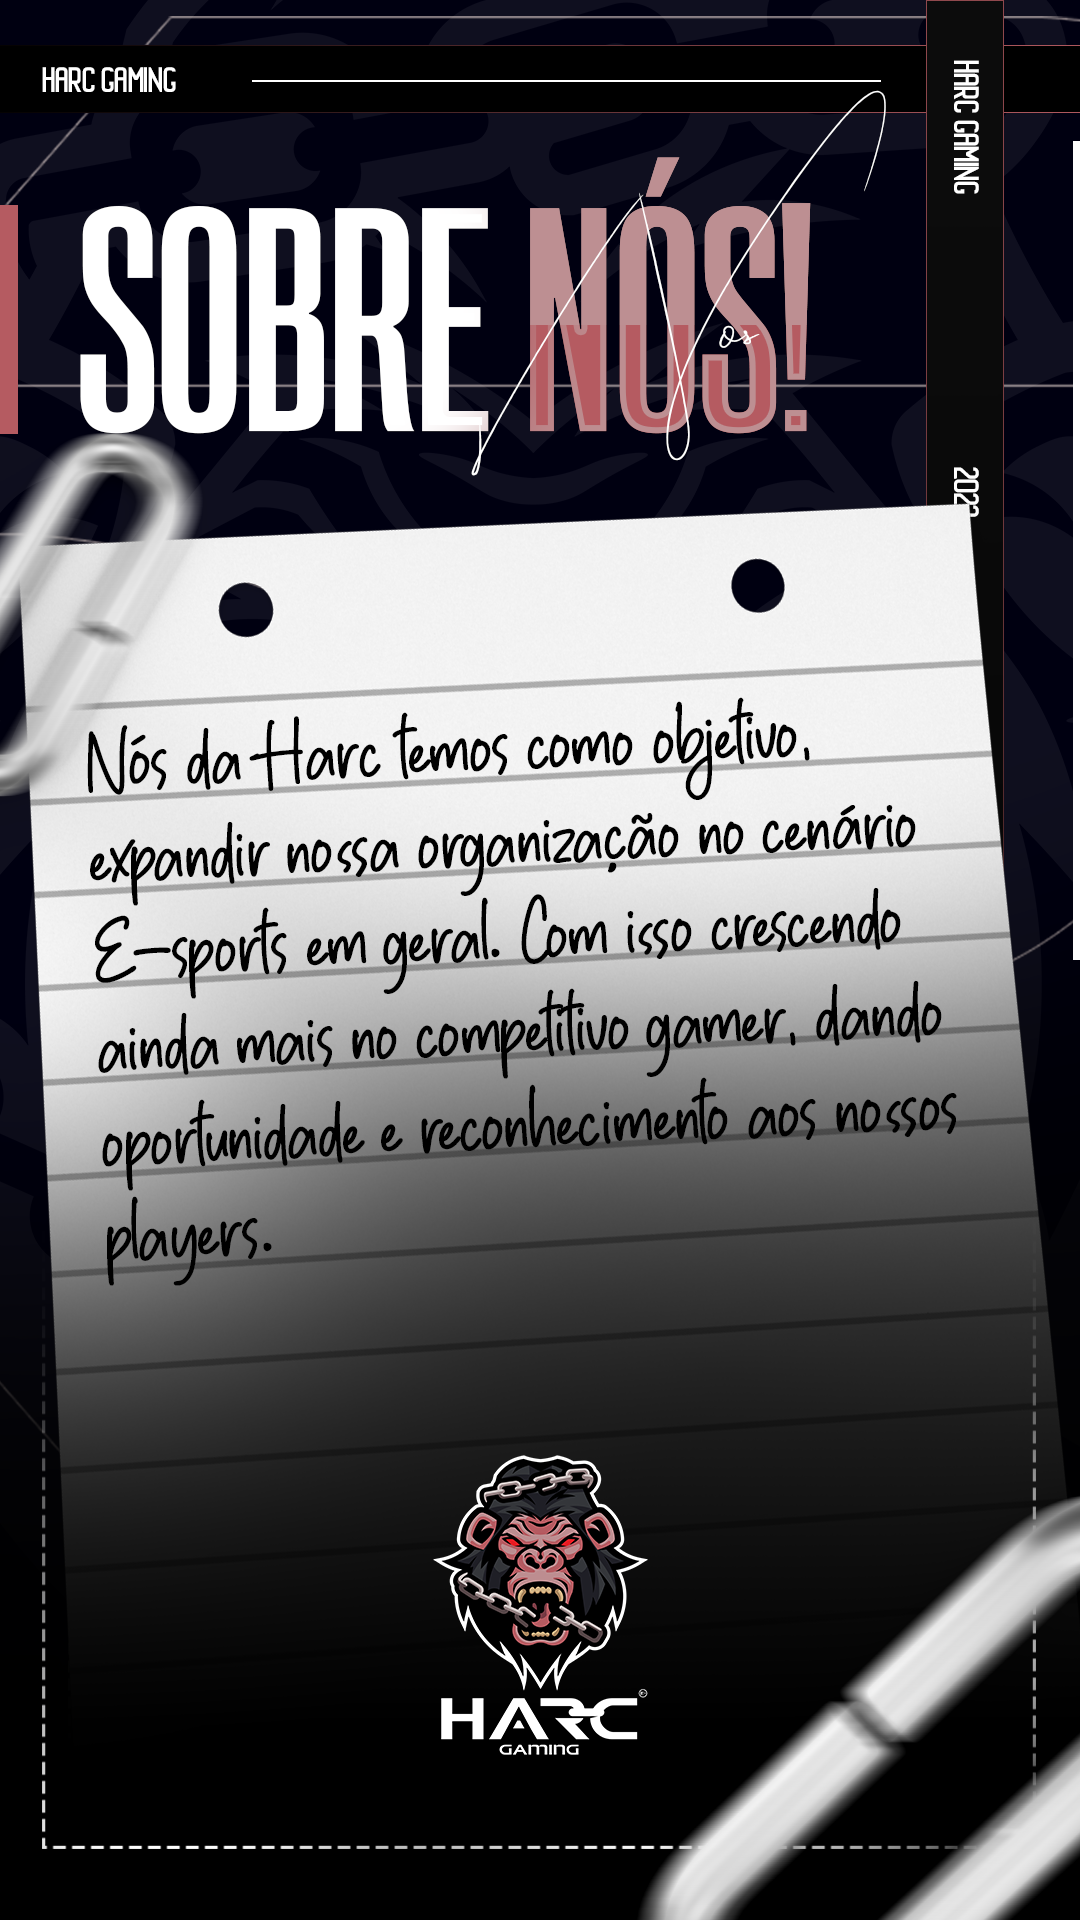 HARC GAMING
HARC GAMING
SOBRE NÓS!
Nós
Nós da Harc temos como objetivo,
expandir nossa organização no cenário
E-sports em geral. Com isso crescendo
ainda mais no competitivo gamer, dando
oportunidade e reconhecimento aos nossos
players.
HARC
GAMING